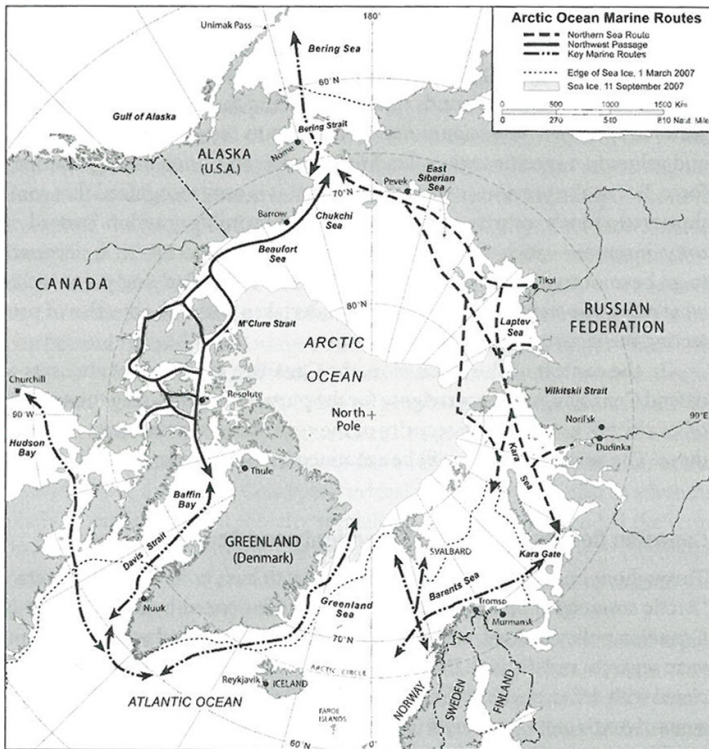 Arctic Ocean Marine Routes
Northern Sea Route
Northwest Passage
Key Marine Routes
Edge of Sea Ice, 1 March 2007
Sea Ice. 11 September 2007
0 500 1000 1500 Km
0 270 540 810 Naut. Mile
Unimak Pass
180°
Bering Sea
60°N
Gulf of Alaska
Bering Strait
Nome
ALASKA
(U.S.A.)
East
Siberian
Sea
Pevek
70°N
Barrow
Chukchi
Sea
Beaufort
Sea
CANADA
Tiksi
80°N
RUSSIAN
FEDERATION
Laptev
Sea
M'Clure Strait
ARCTIC
OCEAN
Churchill
Resolute
Vilkitskii Strait
90°W
North
Pole
90°E
Noril'sk
Dudinka
Hudson
Bay
Kara
Sea
Thule
Baffin
Bay
GREENLAND
(Denmark)
Davis Strait
SVALBARD
Kara Gate
Barents Sea
Nuuk
Greenland
Sea
Tromsø
Murmansk
70°N
ARCTIC CIRCLE
Reykjavik
ICELAND
ATLANTIC OCEAN
FAROE
ISLANDS
NORWAY
SWEDEN
FINLAND
60°N
0°